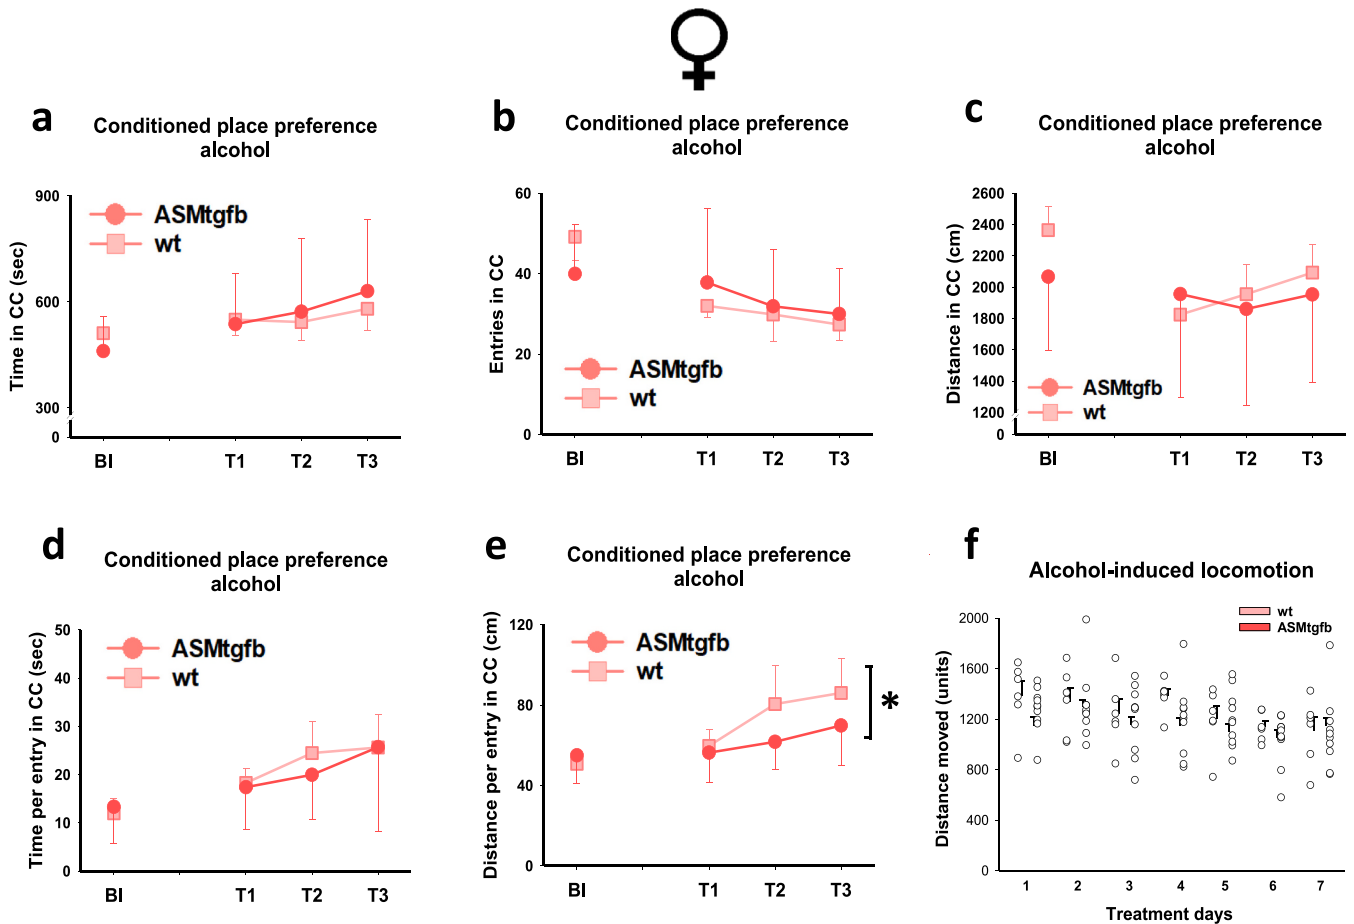 a
Conditioned place preference
alcohol
Time in CC (sec)
900
600
300
0
ASMtgfb
wt
BI T1 T2 T3
b
Conditioned place preference
alcohol
Entries in CC
60
40
20
0
ASMtgfb
wt
BI T1 T2 T3
c
Conditioned place preference
alcohol
Distance in CC (cm)
2600
2400
2200
2000
1800
1600
1400
1200
0
ASMtgfb
wt
BI T1 T2 T3
d
Conditioned place preference
alcohol
Time per entry in CC (sec)
50
40
30
20
10
0
ASMtgfb
wt
BI T1 T2 T3
e
Conditioned place preference
alcohol
Distance per entry in CC (cm)
120
80
40
0
ASMtgfb
wt
*
BI T1 T2 T3
f
Alcohol-induced locomotion
Distance moved (units)
2000
1600
1200
800
400
0
wt
ASMtgfb
1 2 3 4 5 6 7
Treatment days